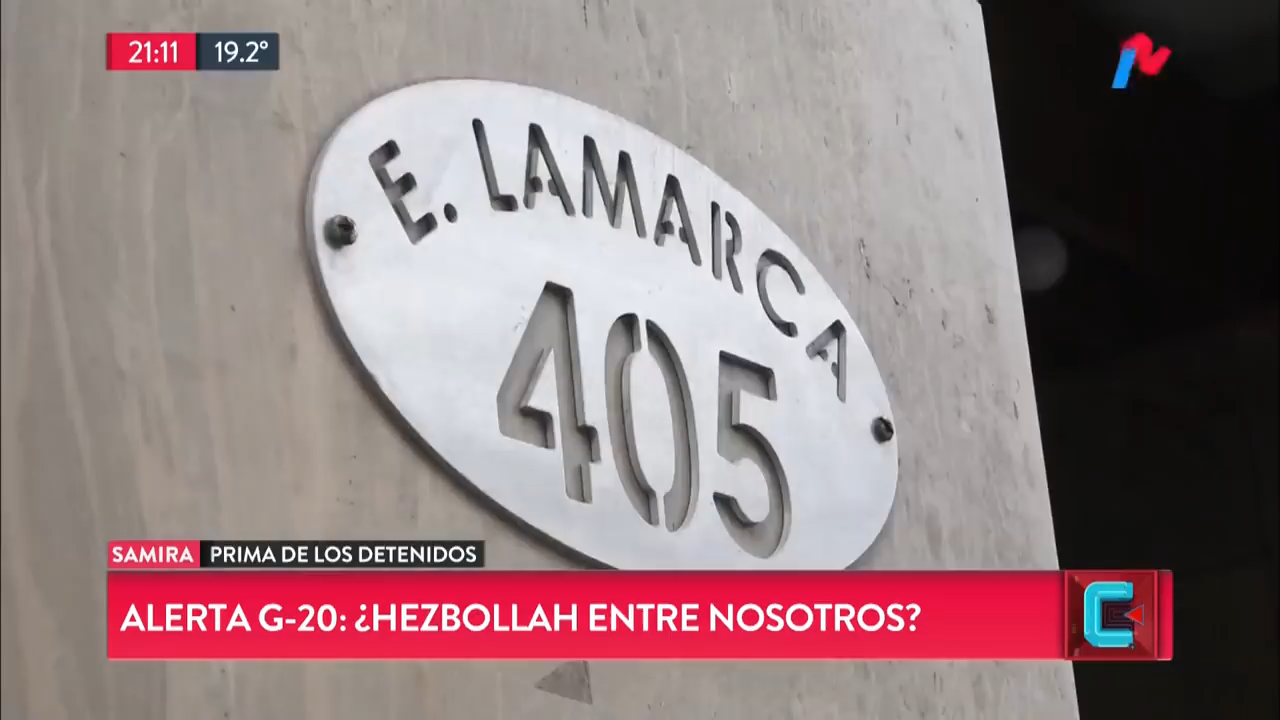 21:11 19.2°
E. LAMARCA
405
SAMIRA PRIMA DE LOS DETENIDOS
ALERTA G-20: ¿HEZBOLLAH ENTRE NOSOTROS?